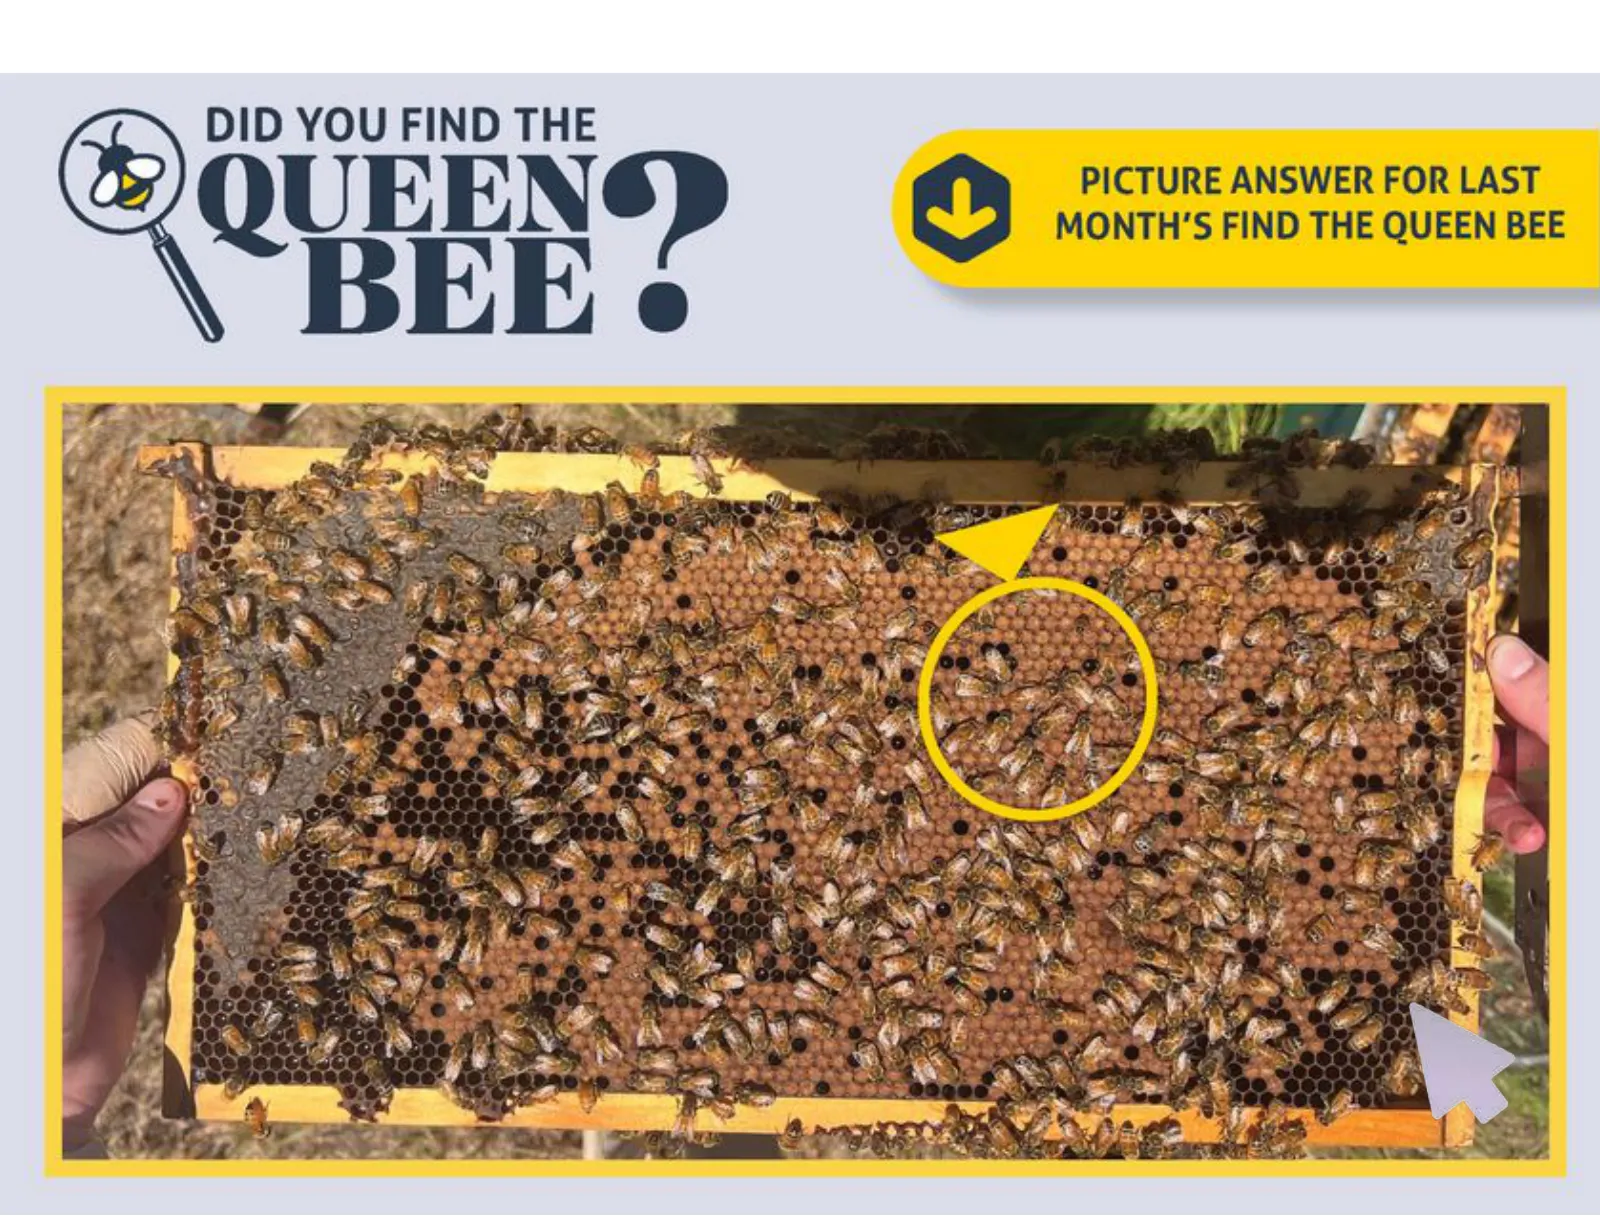 DID YOU FIND THE
QUEEN
BEE?
PICTURE ANSWER FOR LAST
MONTH'S FIND THE QUEEN BEE